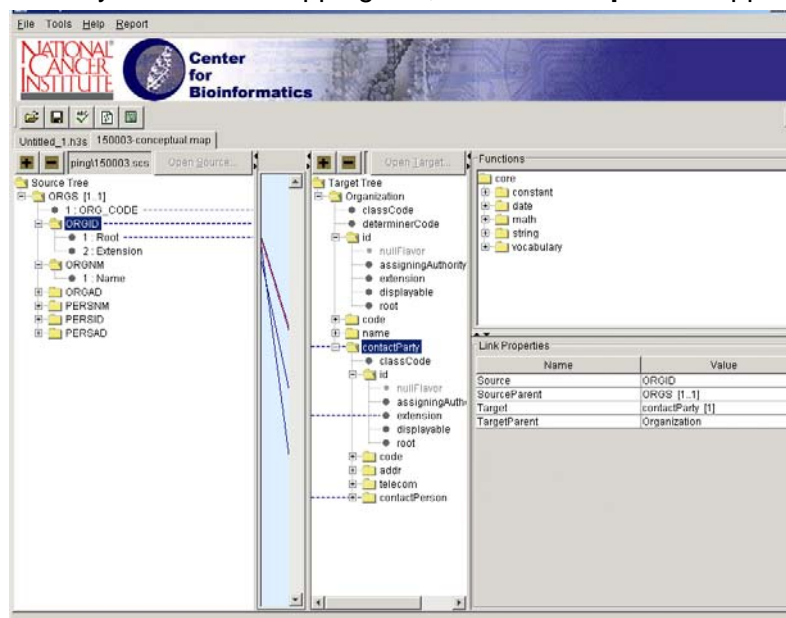 File Tools Help Report
NATIONAL
CANCER
INSTITUTE
Center
for
Bioinformatics
Untitled_1.h3s 150003-conceptual map
ping\150003.scs Open Source...
Source Tree
ORGS [1..1]
1 : ORG_CODE
ORGID
1 : Root
2 : Extension
ORGNM
1 : Name
ORGAD
PERSNM
PERSID
PERSAD
Open Target...
Target Tree
Organization
classCode
determinerCode
id
nullFlavor
assigningAuthority
extension
displayable
root
code
name
contactParty
classCode
id
nullFlavor
assigningAuth
extension
displayable
root
code
addr
telecom
contactPerson
Functions
core
constant
date
math
string
vocabulary
Link Properties
Name Value
Source ORGID
SourceParent ORGS [1..1]
Target contactParty [1]
TargetParent Organization